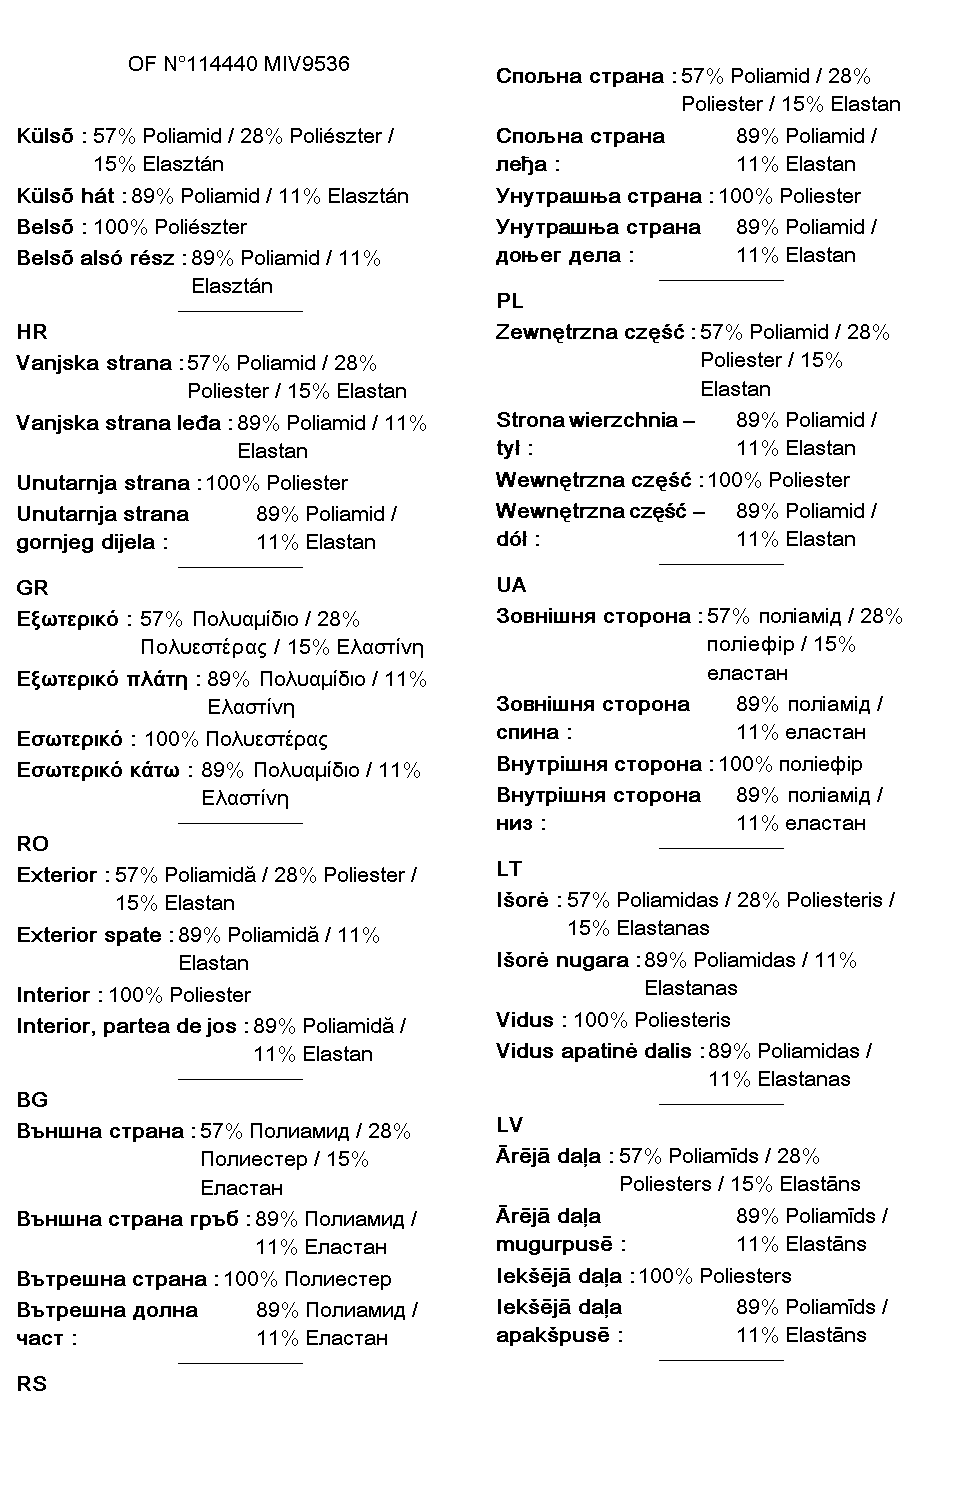 OF N°114440 MIV9536
Külső : 57% Poliamid / 28% Poliészter /
15% Elasztán
Külső hát : 89% Poliamid / 11% Elasztán
Belső : 100% Poliészter
Belső alsó rész : 89% Poliamid / 11%
Elasztán
HR
Vanjska strana : 57% Poliamid / 28%
Poliester / 15% Elastan
Vanjska strana leđa : 89% Poliamid / 11%
Elastan
Unutarnja strana : 100% Poliester
Unutarnja strana 89% Poliamid /
gornjeg dijela : 11% Elastan
GR
Εξωτερικό : 57% Πολυαμίδιο / 28%
Πολυεστέρας / 15% Ελαστίνη
Εξωτερικό πλάτη : 89% Πολυαμίδιο / 11%
Ελαστίνη
Εσωτερικό : 100% Πολυεστέρας
Εσωτερικό κάτω : 89% Πολυαμίδιο / 11%
Ελαστίνη
RO
Exterior : 57% Poliamidă / 28% Poliester /
15% Elastan
Exterior spate : 89% Poliamidă / 11%
Elastan
Interior : 100% Poliester
Interior, partea de jos : 89% Poliamidă /
11% Elastan
BG
Външна страна : 57% Полиамид / 28%
Полиестер / 15%
Еластан
Външна страна гръб : 89% Полиамид /
11% Еластан
Вътрешна страна : 100% Полиестер
Вътрешна долна 89% Полиамид /
част : 11% Еластан
RS
Спољна страна : 57% Poliamid / 28%
Poliester / 15% Elastan
Спољна страна 89% Poliamid /
леђа : 11% Elastan
Унутрашња страна : 100% Poliester
Унутрашња страна 89% Poliamid /
доњег дела : 11% Elastan
PL
Zewnętrzna część : 57% Poliamid / 28%
Poliester / 15%
Elastan
Strona wierzchnia – 89% Poliamid /
tył : 11% Elastan
Wewnętrzna część : 100% Poliester
Wewnętrzna część – 89% Poliamid /
dół : 11% Elastan
UA
Зовнішня сторона : 57% поліамід / 28%
поліефір / 15%
еластан
Зовнішня сторона 89% поліамід /
спина : 11% еластан
Внутрішня сторона : 100% поліефір
Внутрішня сторона 89% поліамід /
низ : 11% еластан
LT
Išorė : 57% Poliamidas / 28% Poliesteris /
15% Elastanas
Išorė nugara : 89% Poliamidas / 11%
Elastanas
Vidus : 100% Poliesteris
Vidus apatinė dalis : 89% Poliamidas /
11% Elastanas
LV
Ārējā daļa : 57% Poliamīds / 28%
Poliesters / 15% Elastāns
Ārējā daļa 89% Poliamīds /
mugurpusē : 11% Elastāns
Iekšējā daļa : 100% Poliesters
Iekšējā daļa 89% Poliamīds /
apakšpusē : 11% Elastāns